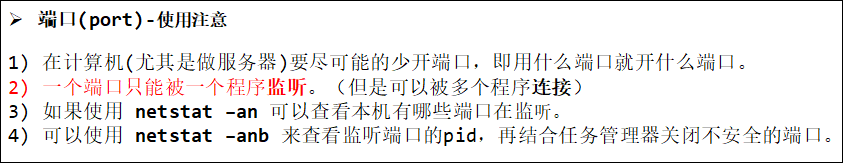 ➢ 端口(port)-使用注意
1) 在计算机(尤其是做服务器)要尽可能的少开端口，即用什么端口就开什么端口。
2) 一个端口只能被一个程序监听。（但是可以被多个程序连接）
3) 如果使用 netstat –an 可以查看本机有哪些端口在监听。
4) 可以使用 netstat –anb 来查看监听端口的pid，再结合任务管理器关闭不安全的端口。